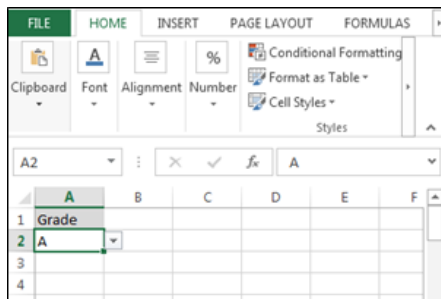 FILE HOME INSERT PAGE LAYOUT FORMULAS
Clipboard Font Alignment Number
%
Conditional Formatting
Format as Table
Cell Styles
Styles
A2 fx A
A B C D E F
1 Grade
2 A
3
4